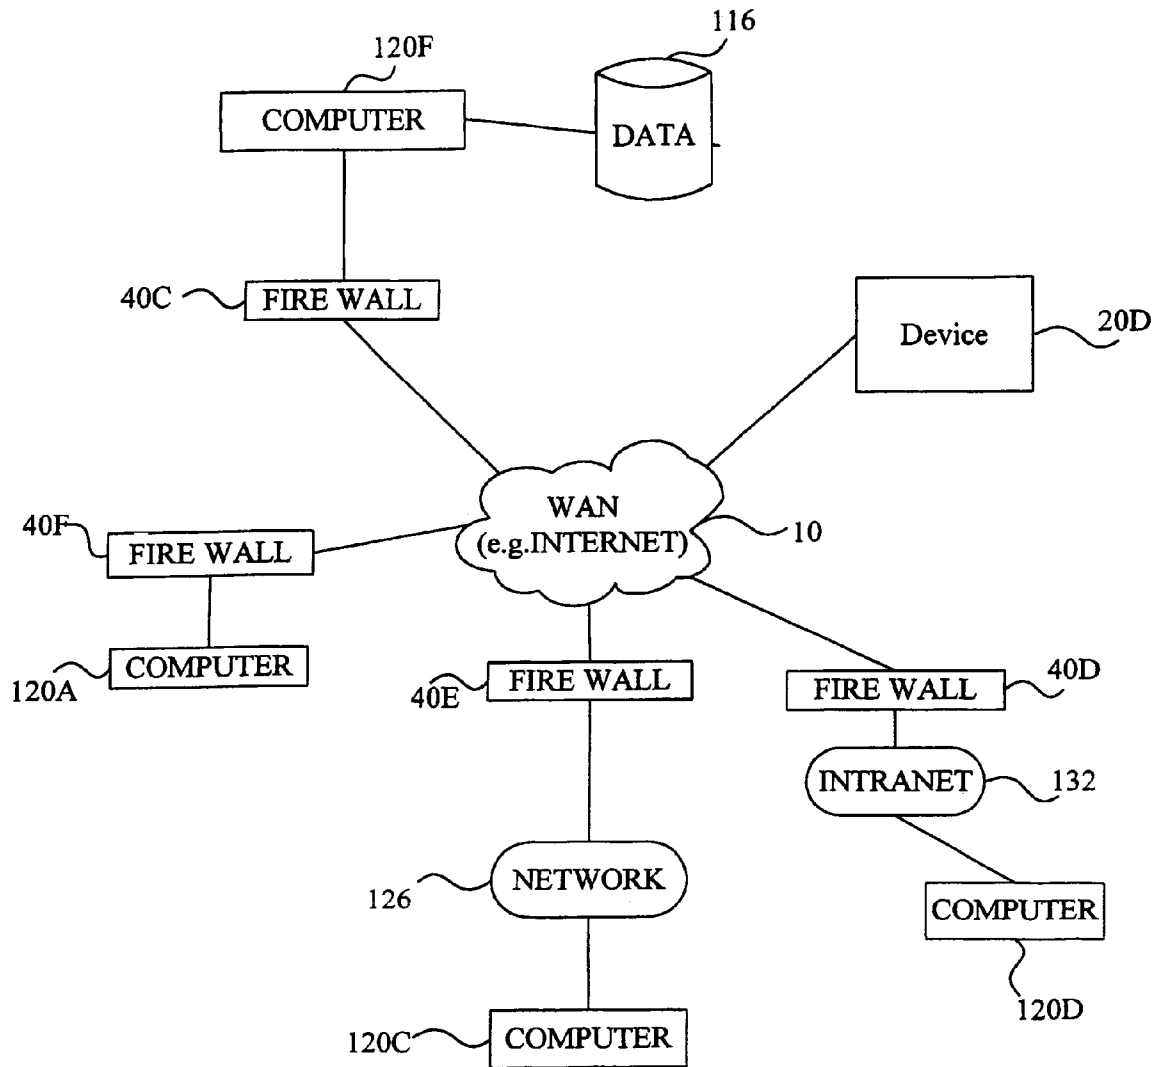 116
120F
COMPUTER
DATA
40C
FIRE WALL
Device
20D
WAN
(e.g.INTERNET)
10
40F
FIRE WALL
COMPUTER
120A
40E
FIRE WALL
40D
FIRE WALL
INTRANET
132
NETWORK
126
COMPUTER
120D
120C
COMPUTER